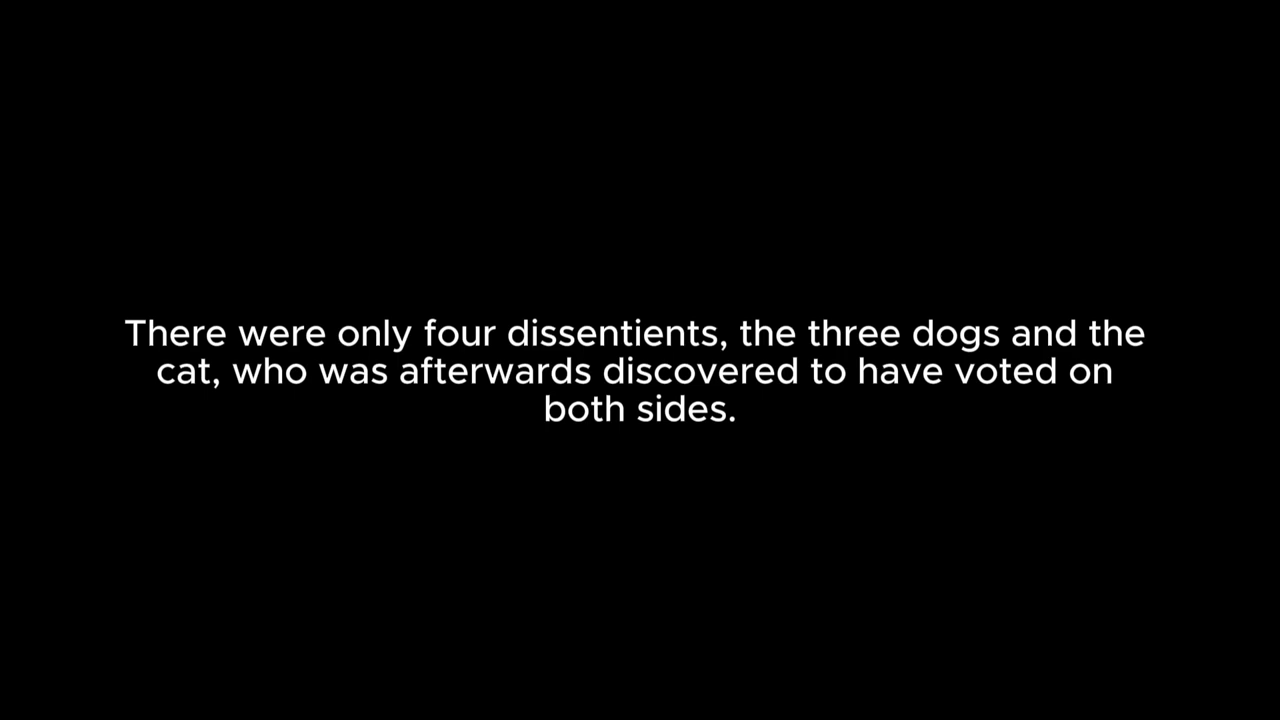 There were only four dissentients, the three dogs and the
cat, who was afterwards discovered to have voted on
both sides.